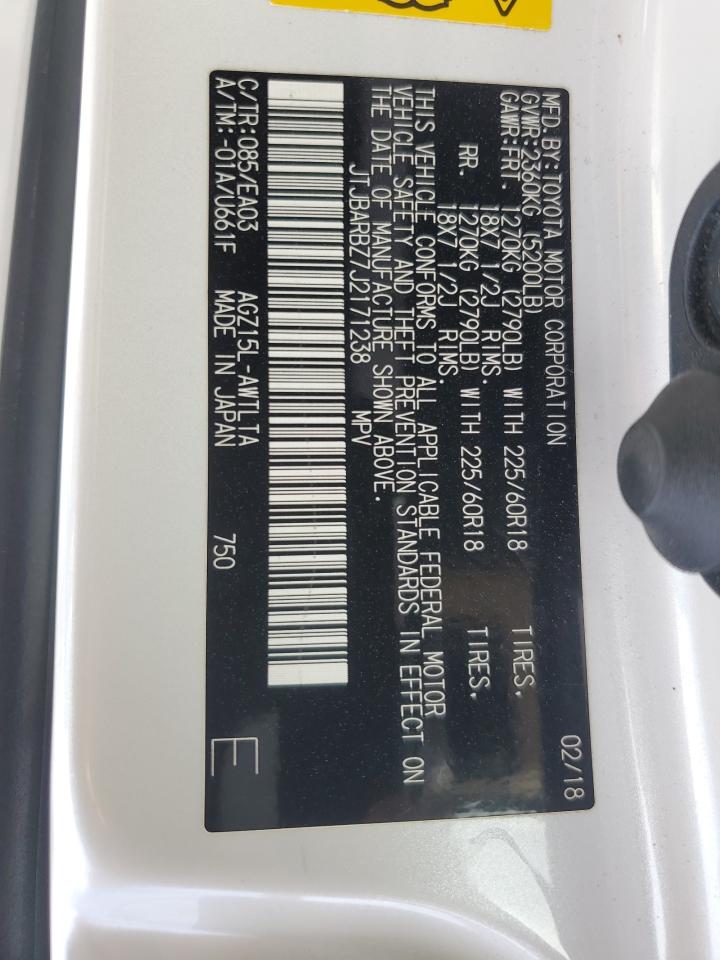 MFD.BY:TOYOTA MOTOR CORPORATION 02/18
GVWR:2360KG (5200LB)
GAWR:FRT. 1270KG (2790LB) WITH 225/60R18 TIRES.
18X7 1/2J RIMS.
RR. 1270KG (2790LB) WITH 225/60R18 TIRES.
18X7 1/2J RIMS.
THIS VEHICLE CONFORMS TO ALL APPLICABLE FEDERAL MOTOR
VEHICLE SAFETY AND THEFT PREVENTION STANDARDS IN EFFECT ON
THE DATE OF MANUFACTURE SHOWN ABOVE.
JTJBARBZ7J2171238 MPV
C/TR:085/EA03 AGZ15L-AWTLTA 750 E
A/TM:-01A/U661F MADE IN JAPAN